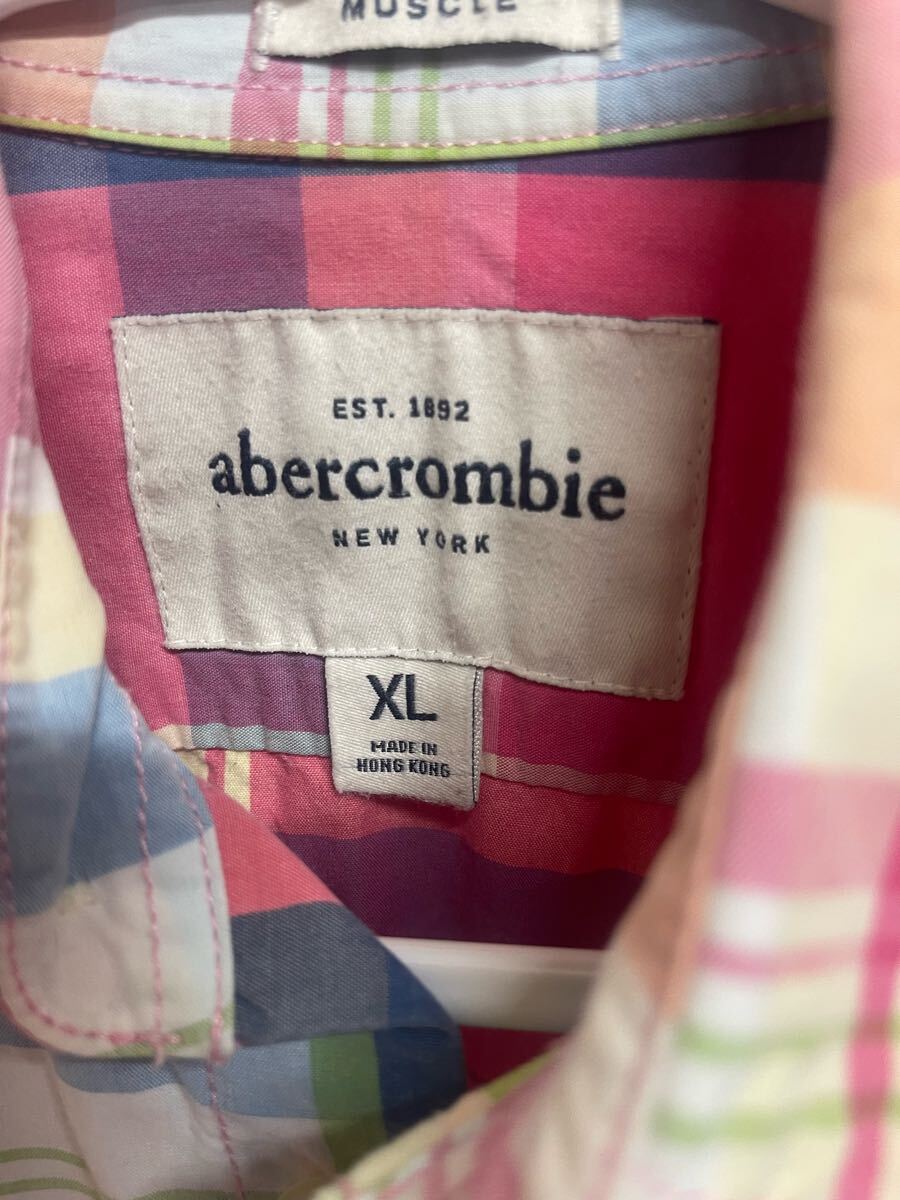 MUSCLE
EST. 1892
abercrombie
NEW YORK
XL
MADE IN
HONG KONG